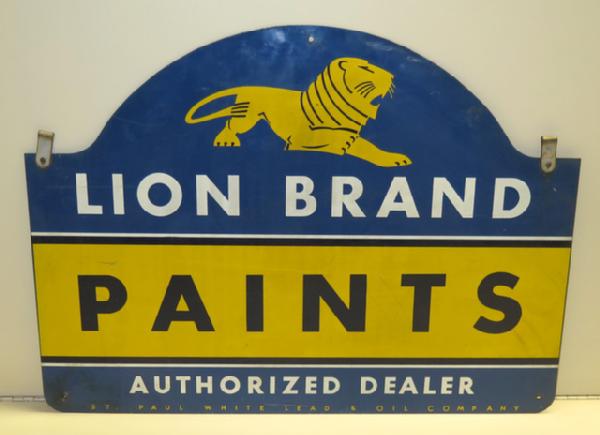 LION BRAND
PAINTS
AUTHORIZED DEALER
ST. PAUL WHITE LEAD & OIL COMPANY